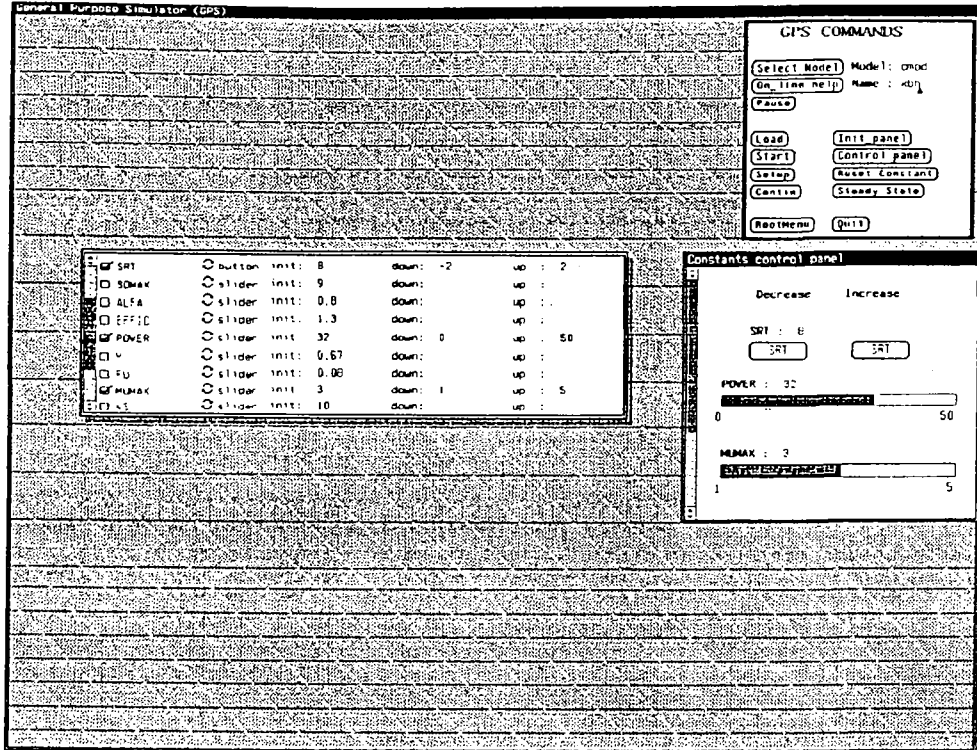 General Purpose Simulator (GPS)
GPS COMMANDS
Select Model Model: cmod
On_line help Name :
Pause
Load Init panel
Start Control panel
Setup Reset Constant
Contin Steady State
RootMenu Quit
SRT button init: 8 down: -2 up : 2
SOMAX slider init: 9 down: up :
ALFA slider init: 0.8 down: up :
EFFIC slider init: 1.3 down: up :
POWER slider init: 32 down: 0 up : 50
Y slider init: 0.67 down: up :
slider init: 0.08 down: up :
MUMAX slider init: 3 down: 1 up : 5
KS slider init: 10 down: up :
Constants control panel
Decrease Increase
SRT : 8
SRT SRT
POWER : 32
0 50
MUMAX : 3
1 5